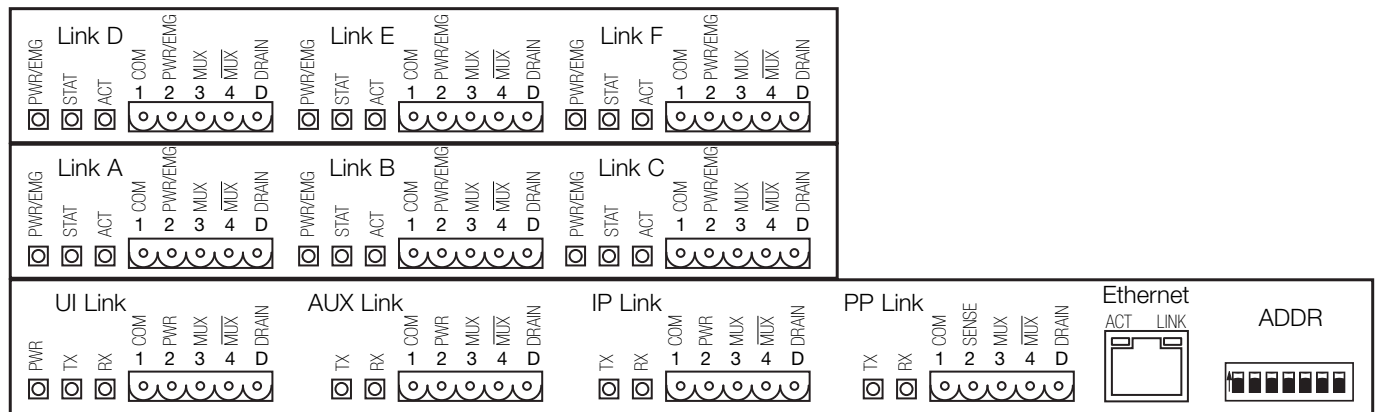 Link D
PWR/EMG
STAT
ACT
COM
PWR/EMG
MUX
MUX
DRAIN
1 2 3 4 D
Link E
PWR/EMG
STAT
ACT
COM
PWR/EMG
MUX
MUX
DRAIN
1 2 3 4 D
Link F
PWR/EMG
STAT
ACT
COM
PWR/EMG
MUX
MUX
DRAIN
1 2 3 4 D
Link A
PWR/EMG
STAT
ACT
COM
PWR/EMG
MUX
MUX
DRAIN
1 2 3 4 D
Link B
PWR/EMG
STAT
ACT
COM
PWR/EMG
MUX
MUX
DRAIN
1 2 3 4 D
Link C
PWR/EMG
STAT
ACT
COM
PWR/EMG
MUX
MUX
DRAIN
1 2 3 4 D
UI Link
PWR
TX
RX
COM
PWR
MUX
MUX
DRAIN
1 2 3 4 D
AUX Link
TX
RX
COM
PWR
MUX
MUX
DRAIN
1 2 3 4 D
IP Link
TX
RX
COM
PWR
MUX
MUX
DRAIN
1 2 3 4 D
PP Link
TX
RX
COM
SENSE
MUX
MUX
DRAIN
1 2 3 4 D
Ethernet
ACT LINK
ADDR